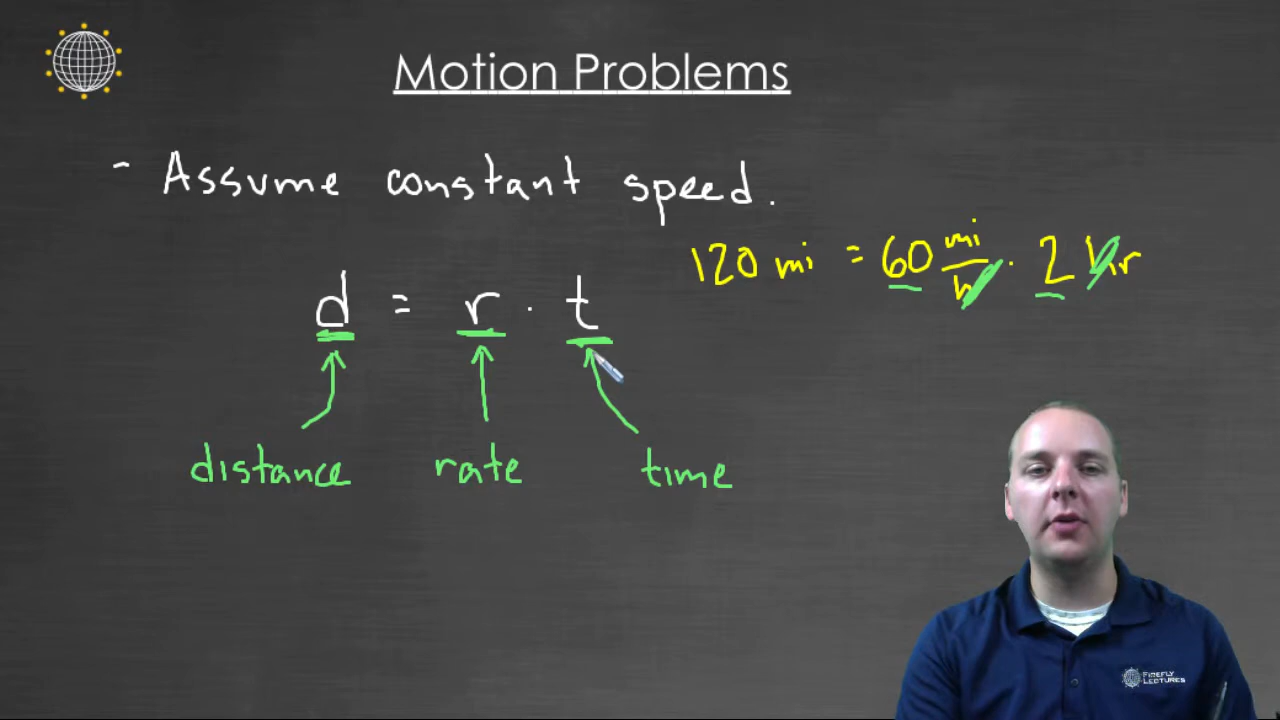 Motion Problems
- Assume constant speed.
120 mi = 60 mi/h · 2 hr
d = r · t
distance rate time
FIREFLY
LECTURES